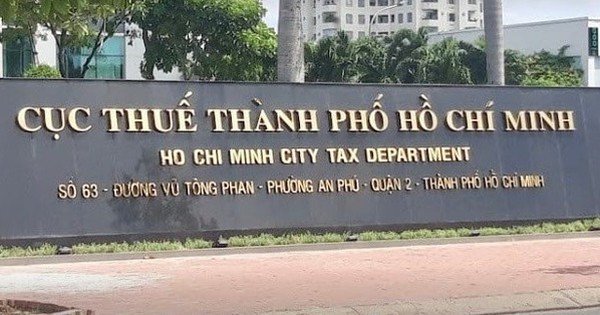 CỤC THUẾ THÀNH PHỐ HỒ CHÍ MINH
HO CHI MINH CITY TAX DEPARTMENT
SỐ 63 - ĐƯỜNG VŨ TÔNG PHAN - PHƯỜNG AN PHÚ - QUẬN 2 - THÀNH PHỐ HỒ CHÍ MINH